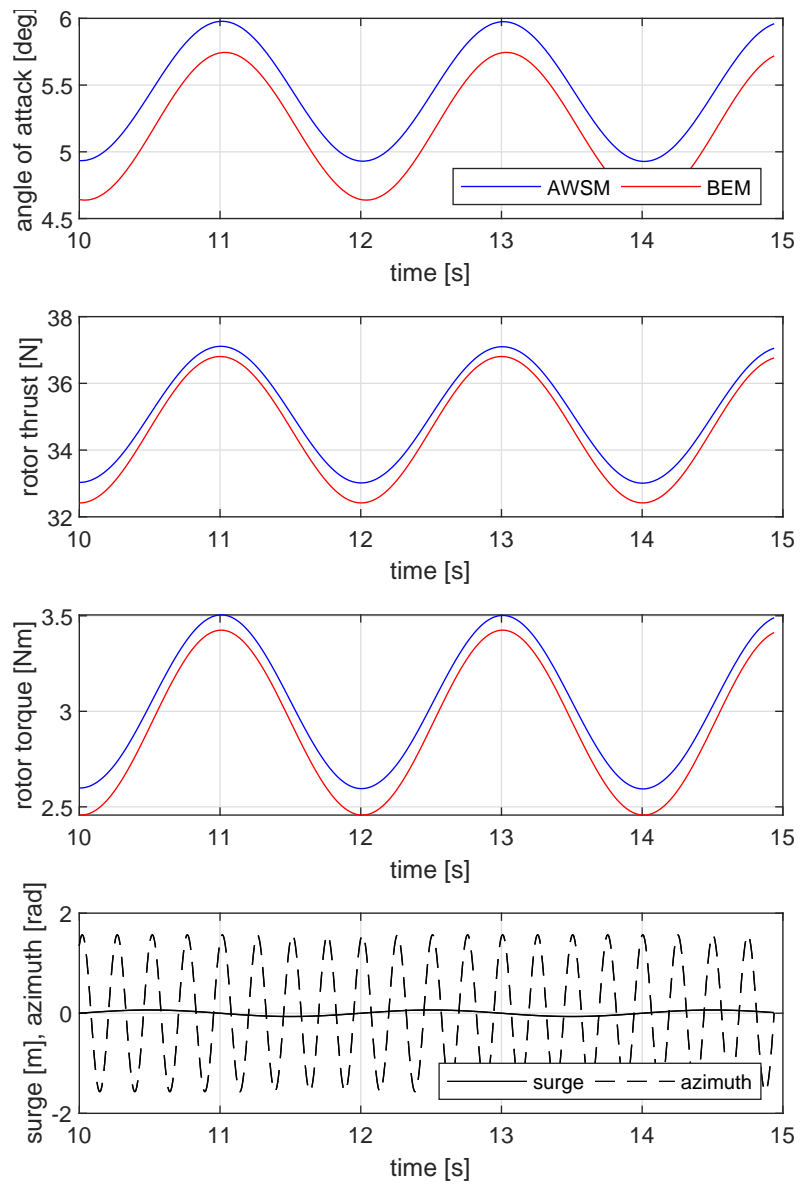 6
5.5
5
4.5
angle of attack [deg]
AWSM BEM
10 11 12 13 14 15
time [s]
38
36
34
32
rotor thrust [N]
10 11 12 13 14 15
time [s]
3.5
3
2.5
rotor torque [Nm]
10 11 12 13 14 15
time [s]
2
0
-2
surge [m], azimuth [rad]
surge azimuth
10 11 12 13 14 15
time [s]